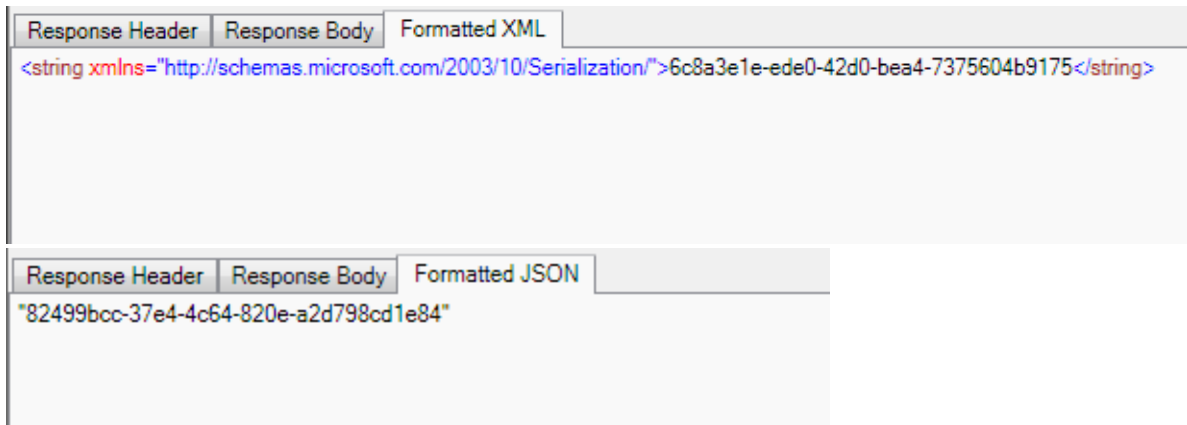 Response Header Response Body Formatted XML
<string xmlns="http://schemas.microsoft.com/2003/10/Serialization/">6c8a3e1e-ede0-42d0-bea4-7375604b9175</string>
Response Header Response Body Formatted JSON
"82499bcc-37e4-4c64-820e-a2d798cd1e84"